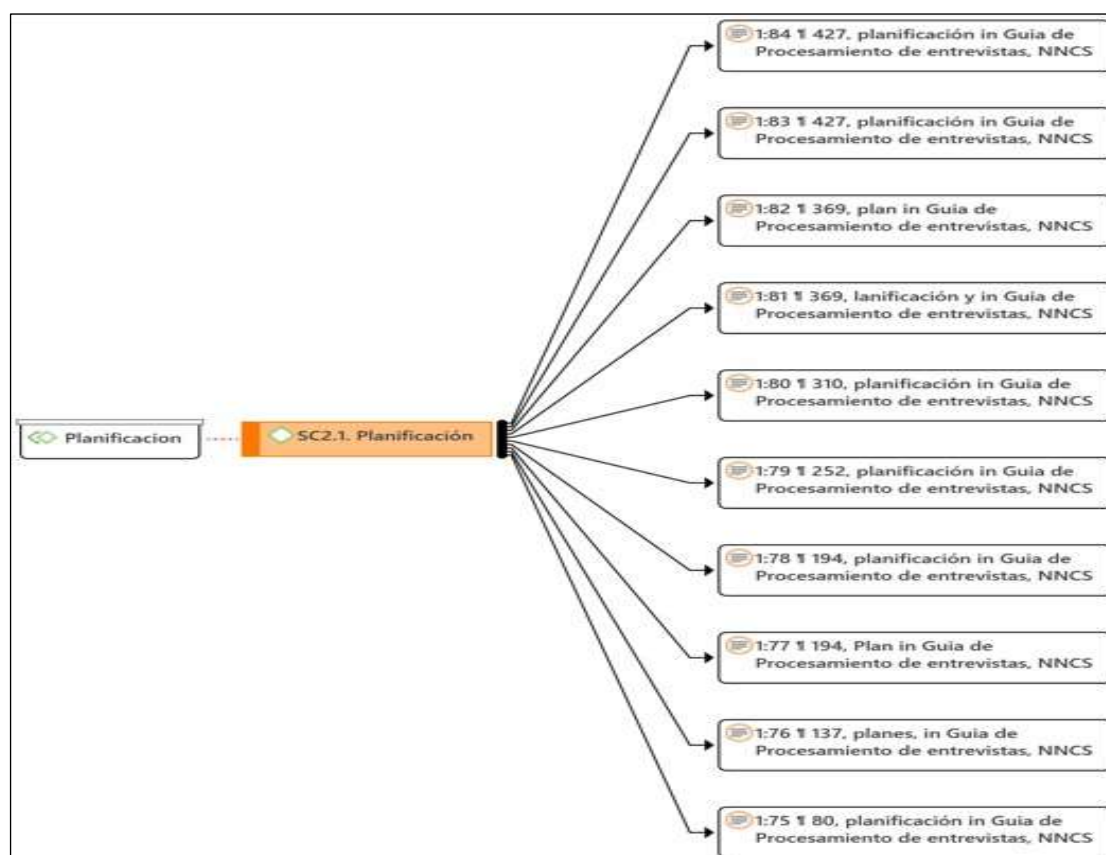 1:84 ¶ 427, planificación in Guia de
Procesamiento de entrevistas, NNCS
1:83 ¶ 427, planificación in Guia de
Procesamiento de entrevistas, NNCS
1:82 ¶ 369, plan in Guia de
Procesamiento de entrevistas, NNCS
1:81 ¶ 369, lanificación y in Guia de
Procesamiento de entrevistas, NNCS
1:80 ¶ 310, planificación in Guia de
Procesamiento de entrevistas, NNCS
Planificacion
SC2.1. Planificación
1:79 ¶ 252, planificación in Guia de
Procesamiento de entrevistas, NNCS
1:78 ¶ 194, planificación in Guia de
Procesamiento de entrevistas, NNCS
1:77 ¶ 194, Plan in Guia de
Procesamiento de entrevistas, NNCS
1:76 ¶ 137, planes, in Guia de
Procesamiento de entrevistas, NNCS
1:75 ¶ 80, planificación in Guia de
Procesamiento de entrevistas, NNCS